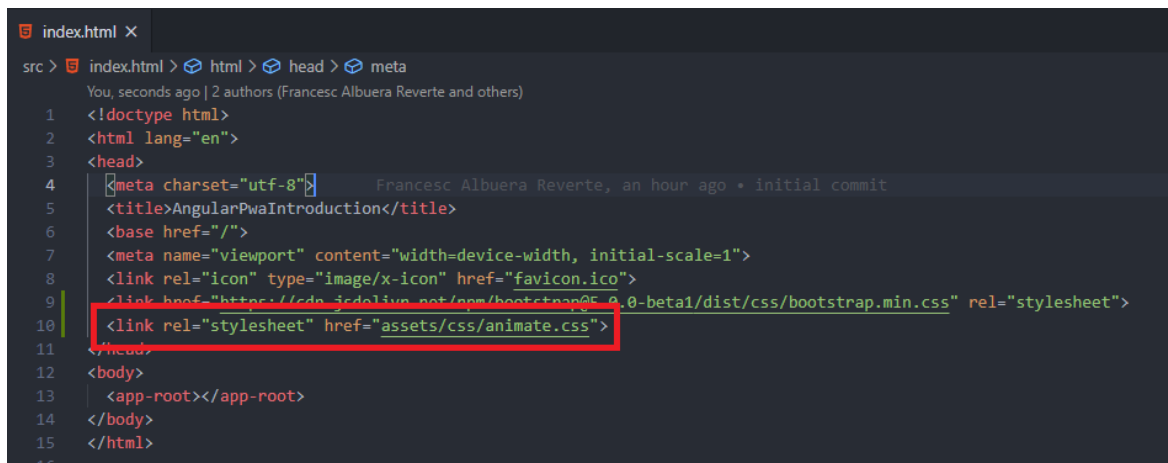 index.html ×
src > index.html > html > head > meta
You, seconds ago | 2 authors (Francesc Albuera Reverte and others)
1 <!doctype html>
2 <html lang="en">
3 <head>
4 <meta charset="utf-8"> Francesc Albuera Reverte, an hour ago • initial commit
5 <title>AngularPwaIntroduction</title>
6 <base href="/">
7 <meta name="viewport" content="width=device-width, initial-scale=1">
8 <link rel="icon" type="image/x-icon" href="favicon.ico">
9 <link href="https://cdn.jsdelivr.net/npm/bootstrap@5.0.0-beta1/dist/css/bootstrap.min.css" rel="stylesheet">
10 <link rel="stylesheet" href="assets/css/animate.css">
11 </head>
12 <body>
13 <app-root></app-root>
14 </body>
15 </html>